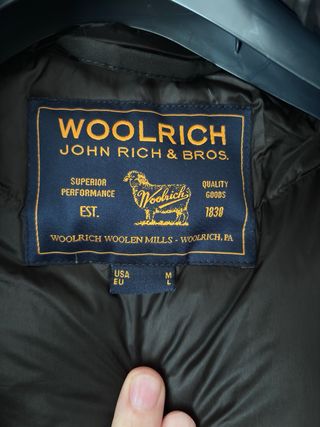 WOOLRICH
JOHN RICH & BROS.
SUPERIOR PERFORMANCE
QUALITY GOODS
Woolrich
EST.
1830
WOOLRICH WOOLEN MILLS - WOOLRICH, PA
USA M
EU L